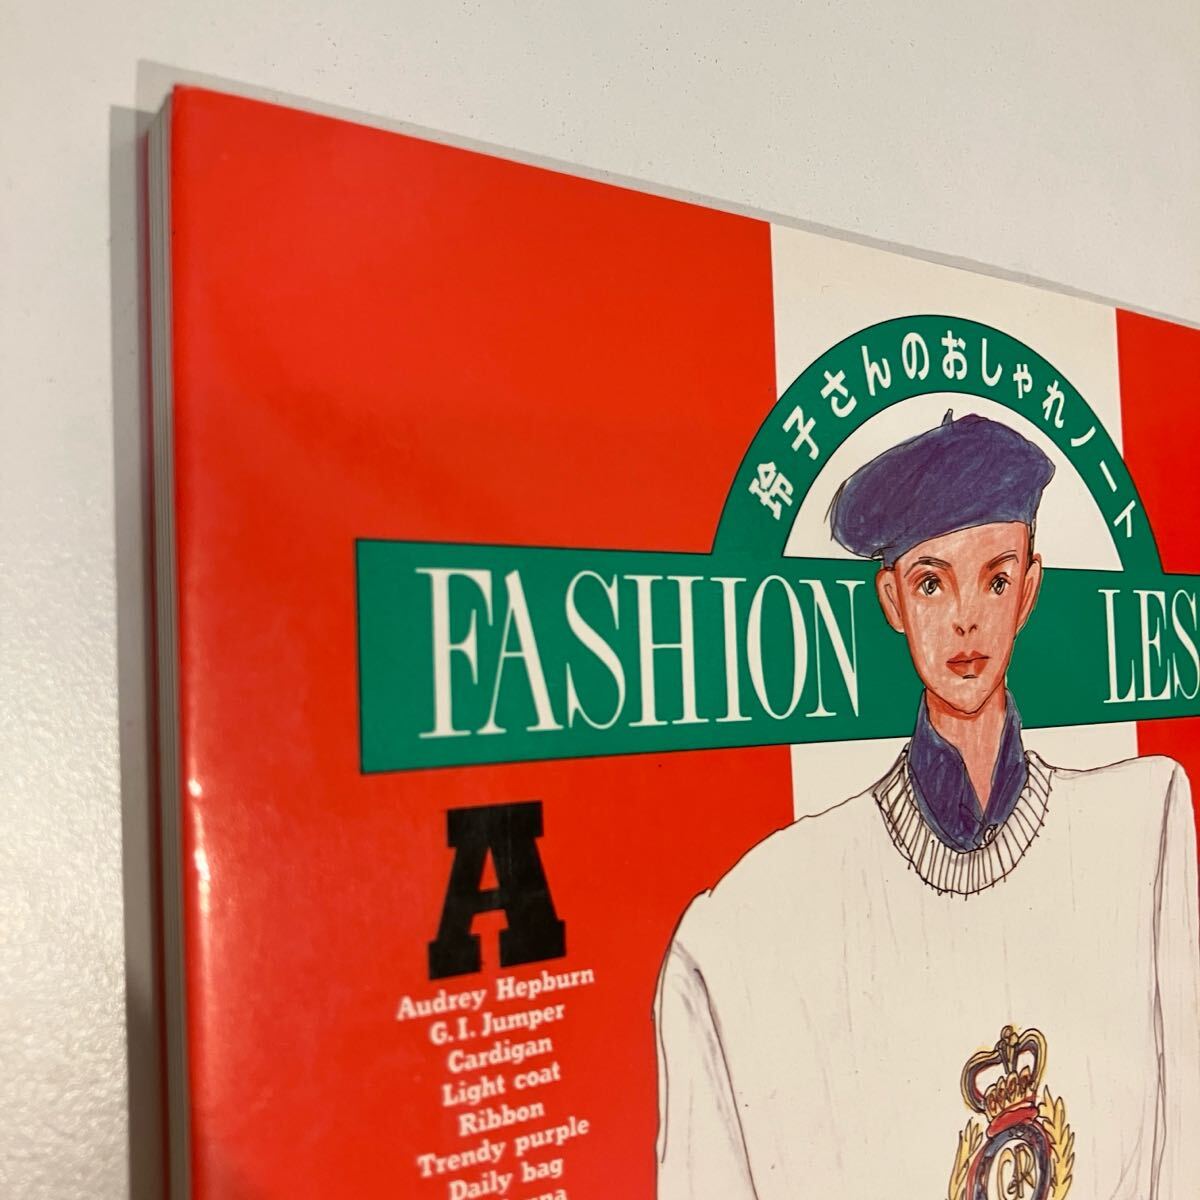 玲子さんのおしゃれノート
FASHION LES
A
Audrey Hepburn
G.I. Jumper
Cardigan
Light coat
Ribbon
Trendy purple
Daily bag